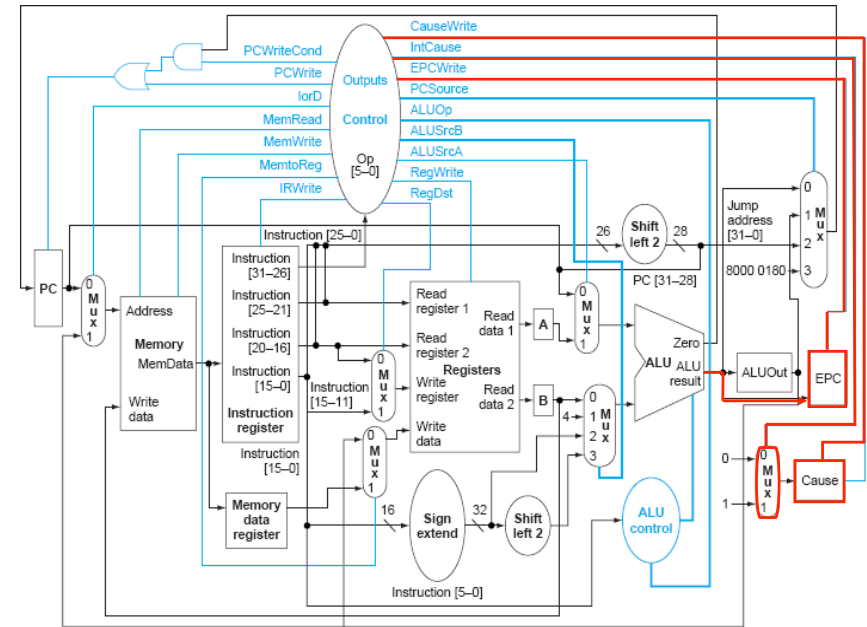 CauseWrite
IntCause
EPCWrite
PCSource
ALUOp
ALUSrcB
ALUSrcA
RegWrite
RegDst
PCWriteCond
PCWrite
IorD
MemRead
MemWrite
MemtoReg
IRWrite
Outputs
Control
Op
[5–0]
Instruction [25–0]
26
Shift
left 2
28
Jump
address
[31–0]
PC [31–28]
8000 0180
0
1
2
3
Mux
PC
0
Mux
1
Address
Memory
MemData
Write
data
Instruction
[31–26]
Instruction
[25–21]
Instruction
[20–16]
Instruction
[15–0]
Instruction
register
Instruction
[15–11]
Instruction
[15–0]
Memory
data
register
0
Mux
1
0
Mux
1
Read
register 1
Read
register 2
Registers
Write
register
Write
data
Read
data 1
Read
data 2
A
B
0
Mux
1
4
0
1
2
3
Mux
16
Sign
extend
32
Shift
left 2
Instruction [5–0]
Zero
ALU
ALU
result
ALU
control
ALUOut
EPC
0
1
0
Mux
1
Cause